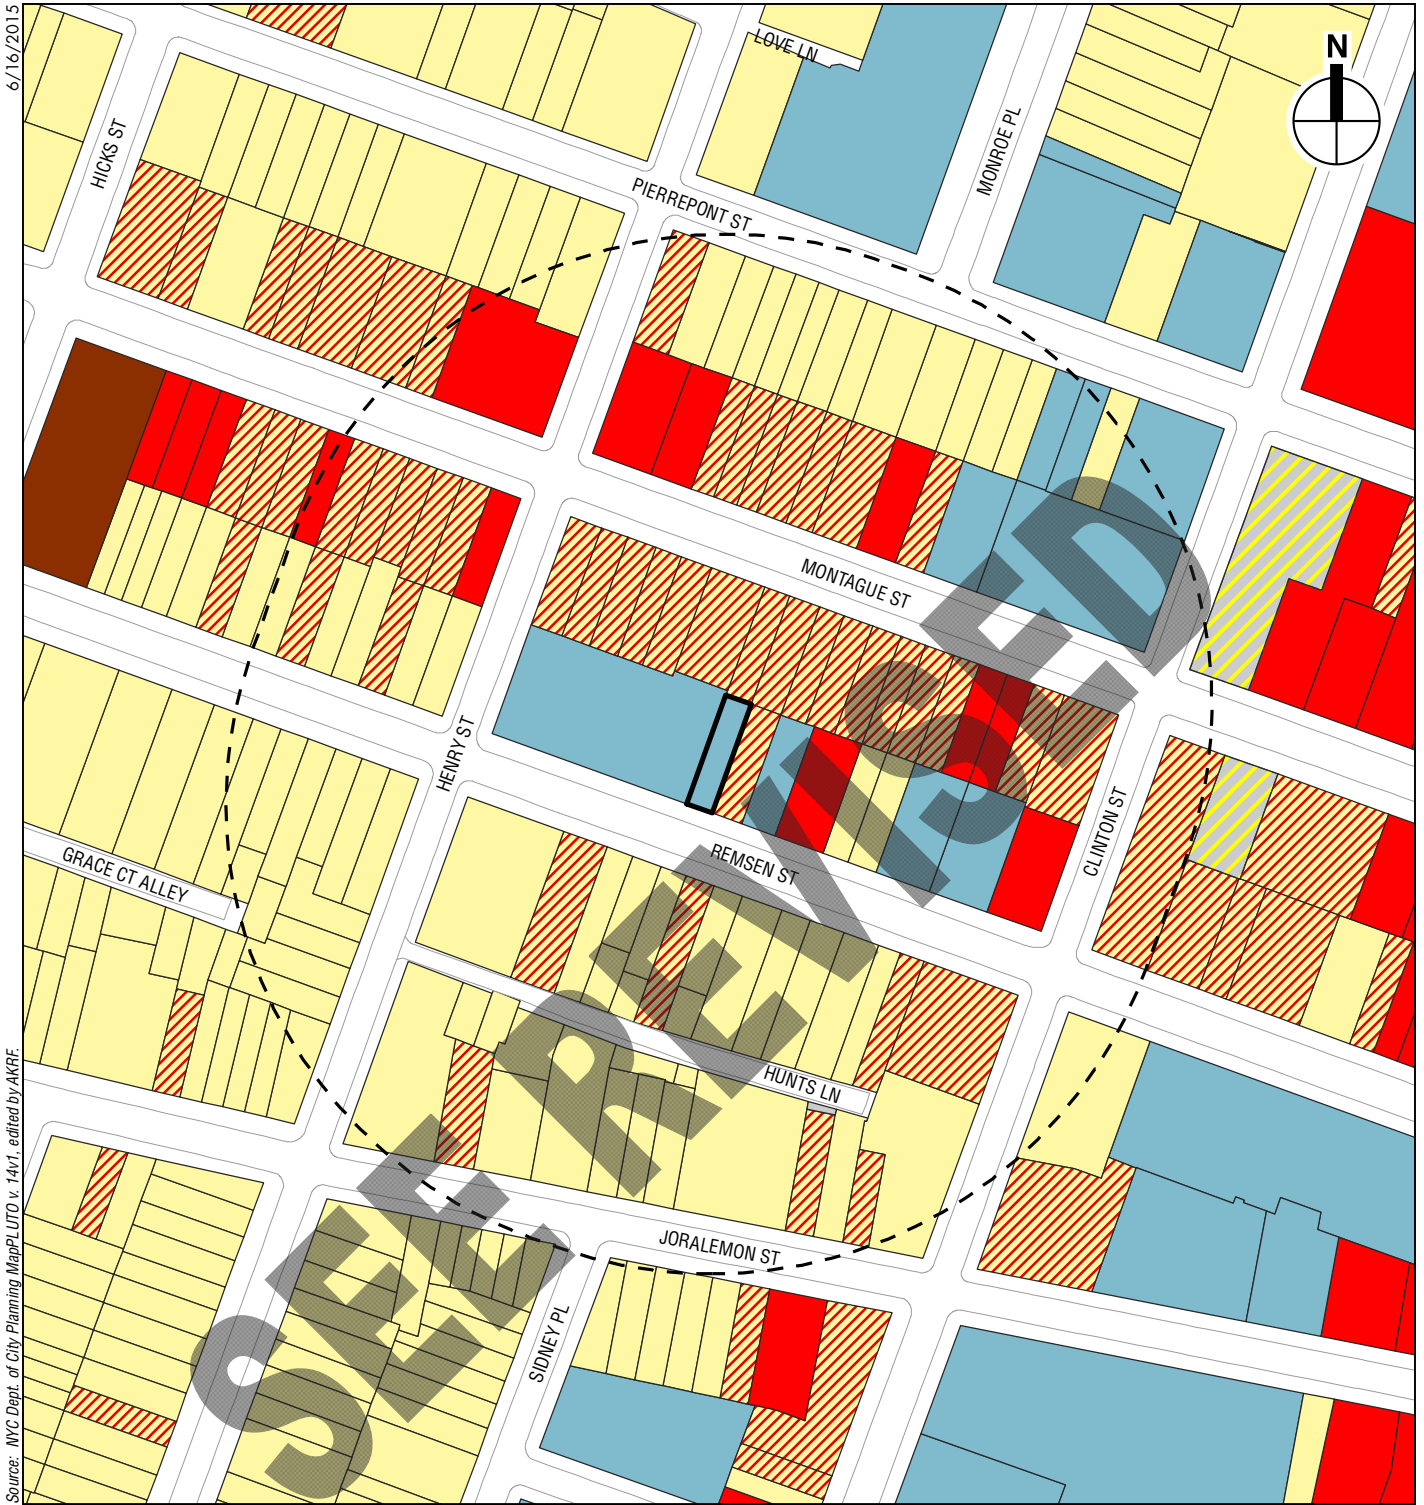 6/16/2015
LOVE LN
N
HICKS ST
MONROE PL
PIERREPONT ST
MONTAGUE ST
HENRY ST
CLINTON ST
GRACE CT ALLEY
REMSEN ST
HUNTS LN
JORALEMON ST
SIDNEY PL
SEE REVISED
Source: NYC Dept. of City Planning MapPLUTO v. 14v1, edited by AKRF.